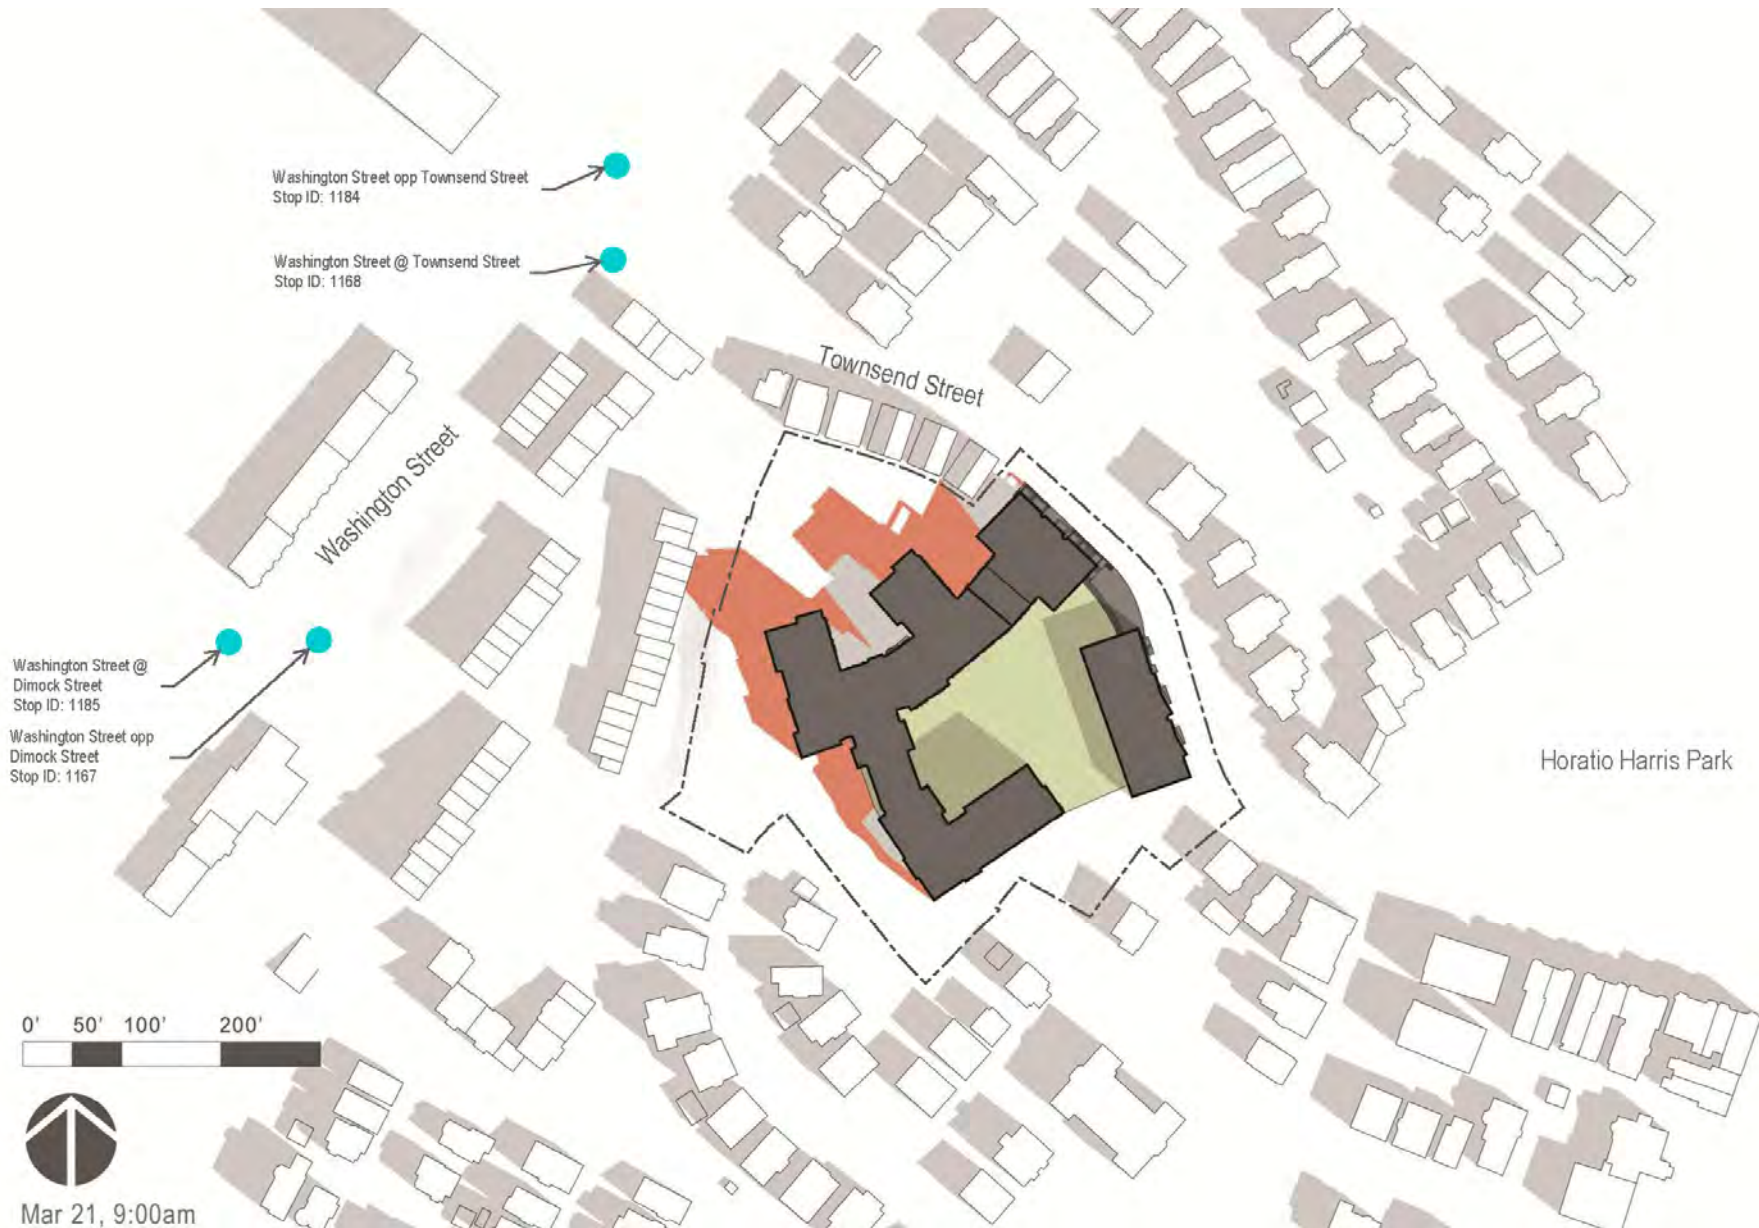 Washington Street opp Townsend Street
Stop ID: 1184
Washington Street @ Townsend Street
Stop ID: 1168
Townsend Street
Washington Street
Washington Street @
Dimock Street
Stop ID: 1185
Washington Street opp
Dimock Street
Stop ID: 1167
Horatio Harris Park
0' 50' 100' 200'
Mar 21, 9:00am